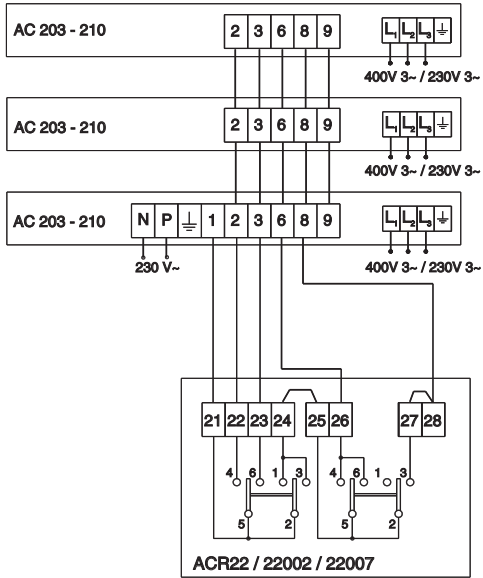 AC 203 - 210 2 3 6 8 9 L1 L2 L3
400V 3~ / 230V 3~
AC 203 - 210 2 3 6 8 9 L1 L2 L3
400V 3~ / 230V 3~
AC 203 - 210 N P 1 2 3 6 8 9 L1 L2 L3
230 V~ 400V 3~ / 230V 3~
21 22 23 24 25 26 27 28
4 6 1 3 4 6 1 3
5 2 5 2
ACR22 / 22002 / 22007